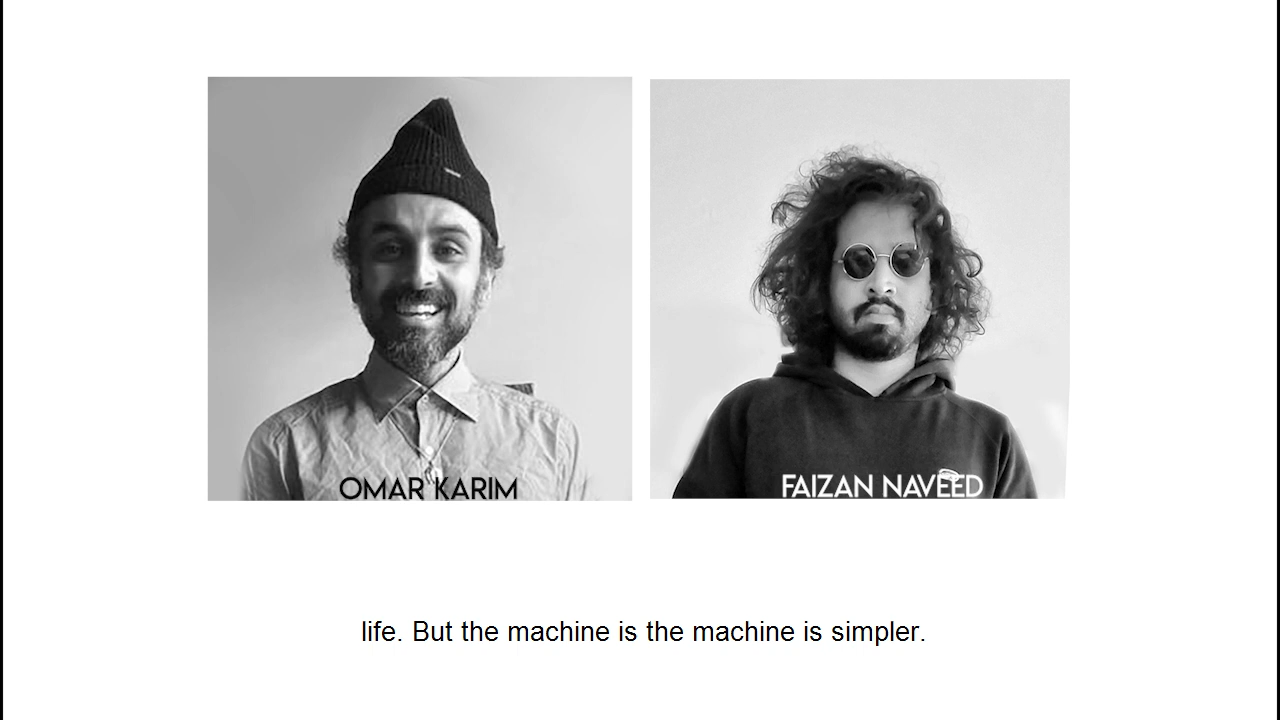 OMAR KARIM
FAIZAN NAVEED
life. But the machine is the machine is simpler.